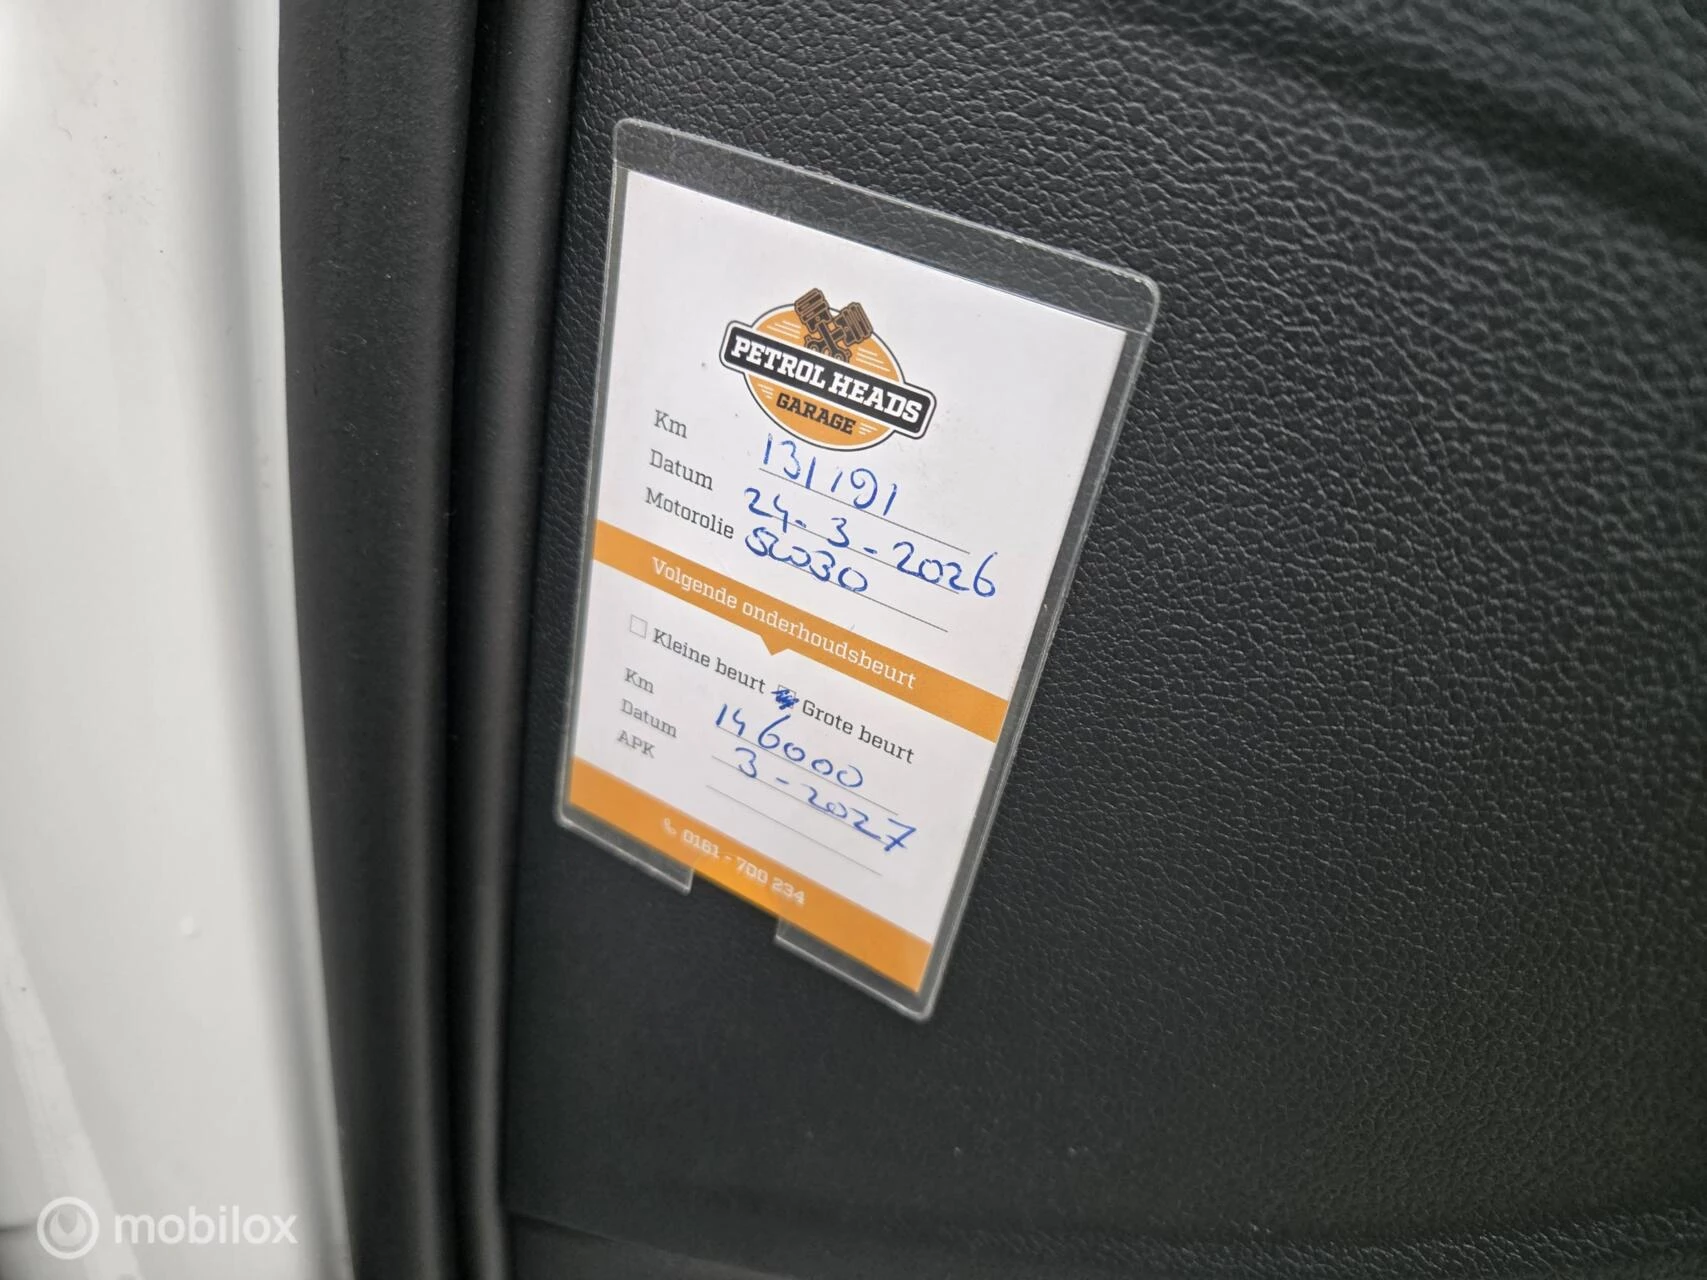 PETROL HEADS
GARAGE
Km 131191
Datum 24-3-2026
Motorolie 5W30
Volgende onderhoudsbeurt
Kleine beurt Grote beurt
Km 146000
Datum 3-2027
APK
0161 - 700 234
mobilox